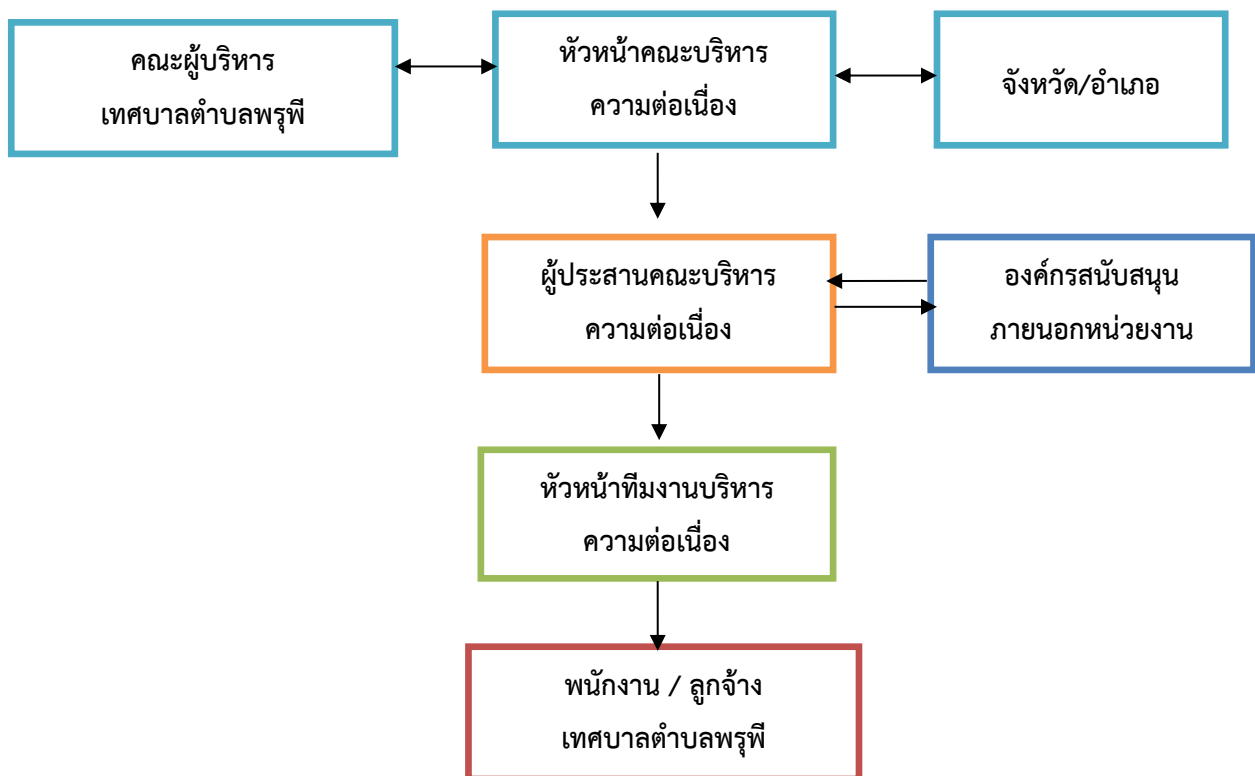 คณะผู้บริหาร
เทศบาลตำบลพรุพี
หัวหน้าคณะบริหาร
ความต่อเนื่อง
จังหวัด/อำเภอ
ผู้ประสานคณะบริหาร
ความต่อเนื่อง
องค์กรสนับสนุน
ภายนอกหน่วยงาน
หัวหน้าทีมงานบริหาร
ความต่อเนื่อง
พนักงาน / ลูกจ้าง
เทศบาลตำบลพรุพี